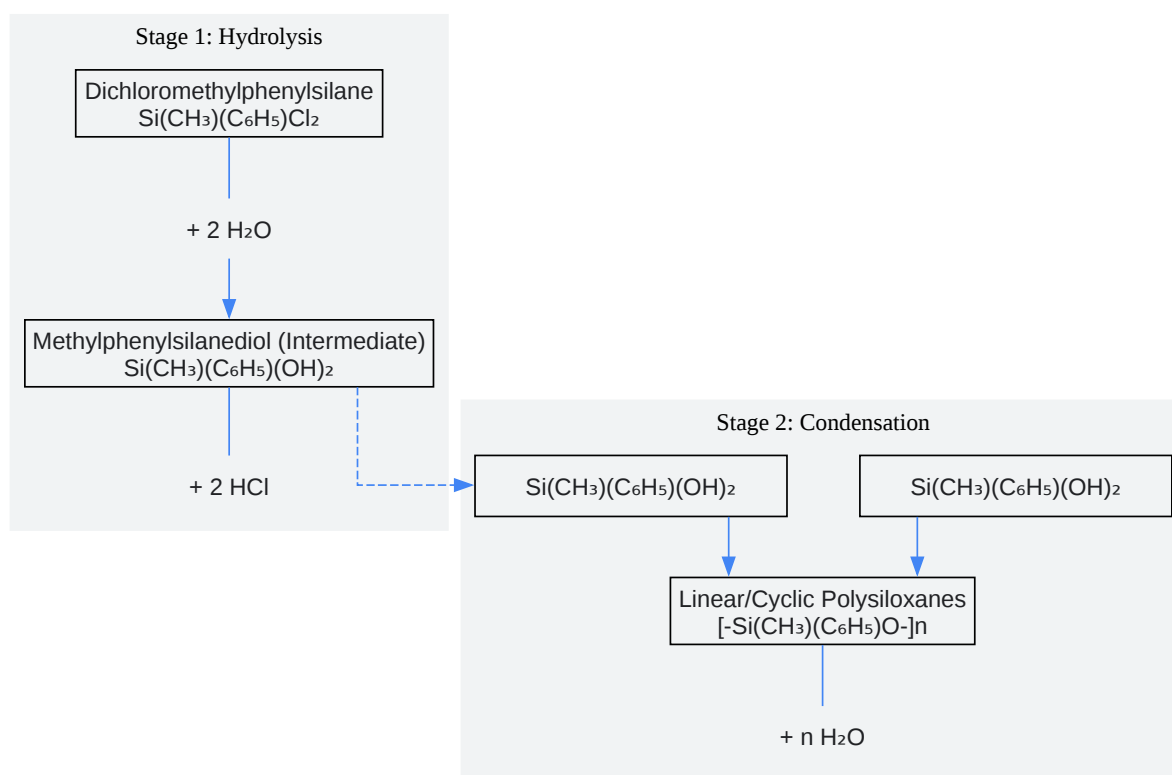 Stage 1: Hydrolysis
Dichloromethylphenylsilane
Si(CH₃)(C₆H₅)Cl₂
+ 2 H₂O
Methylphenylsilanediol (Intermediate)
Si(CH₃)(C₆H₅)(OH)₂
+ 2 HCl
Stage 2: Condensation
Si(CH₃)(C₆H₅)(OH)₂
Si(CH₃)(C₆H₅)(OH)₂
Linear/Cyclic Polysiloxanes
[-Si(CH₃)(C₆H₅)O-]n
+ n H₂O